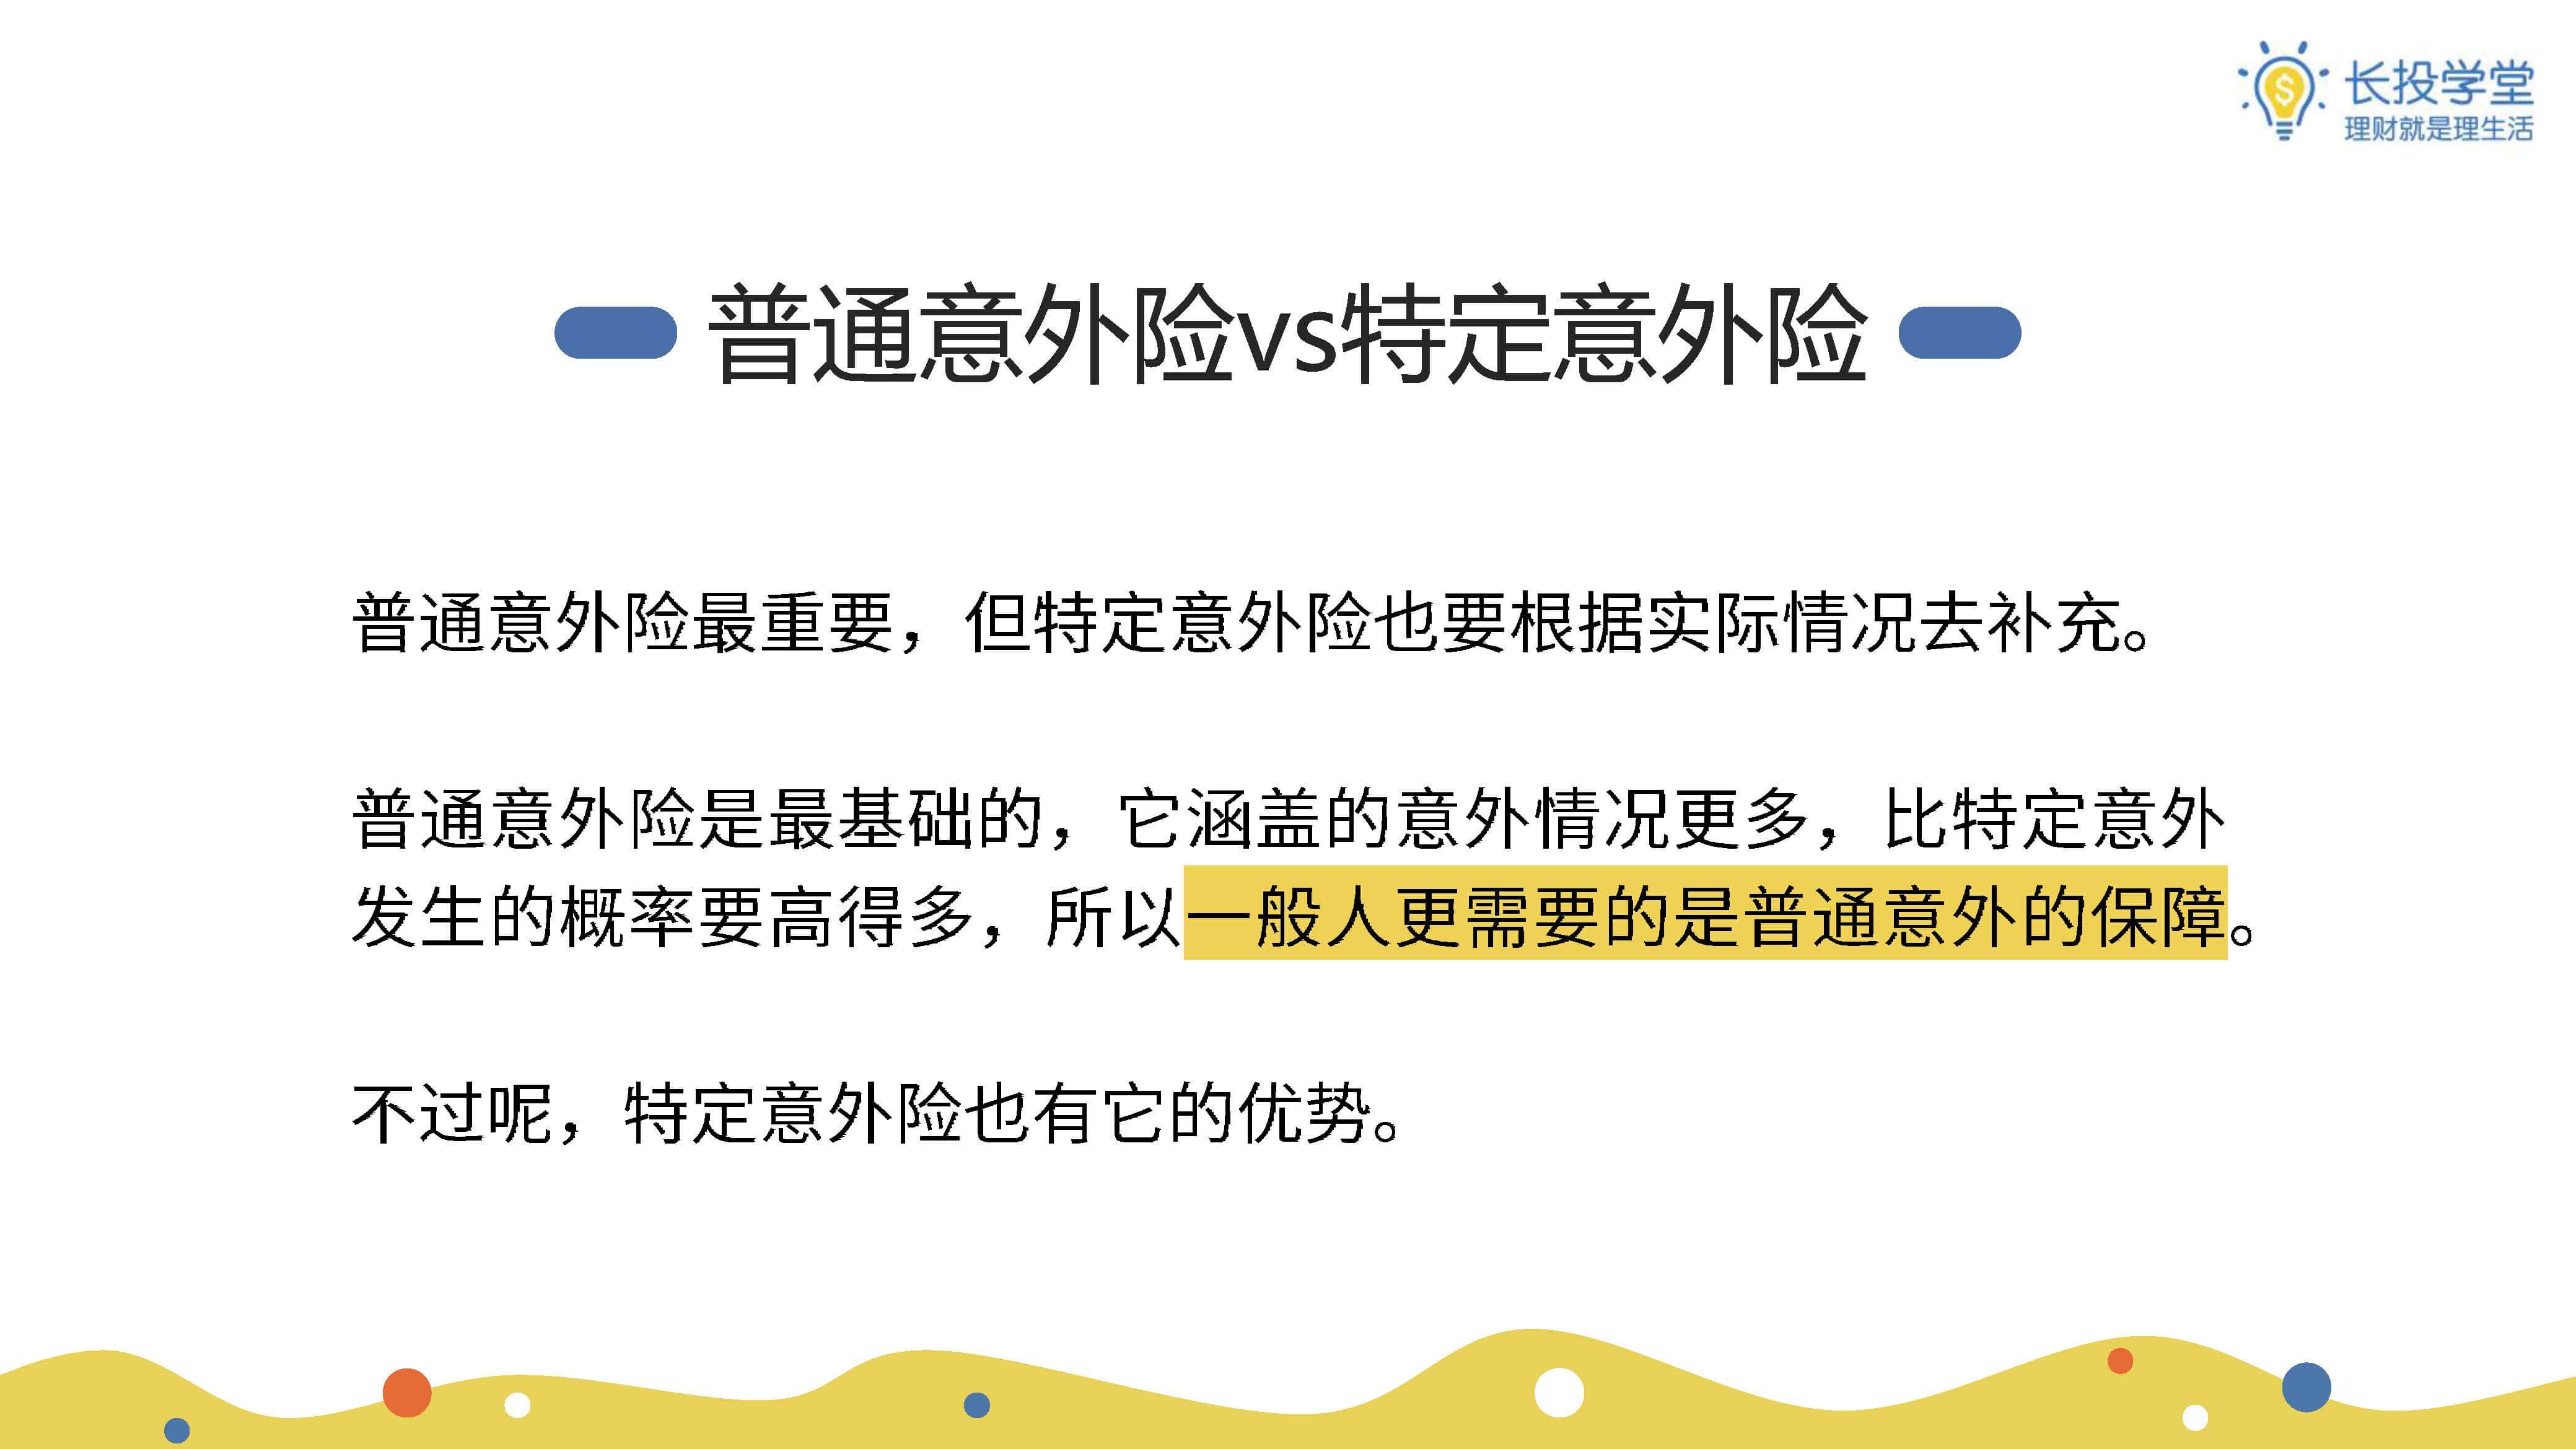 长投学堂
理财就是理生活
普通意外险vs特定意外险
普通意外险最重要，但特定意外险也要根据实际情况去补充。
普通意外险是最基础的，它涵盖的意外情况更多，比特定意外
发生的概率要高得多，所以一般人更需要的是普通意外的保障。
不过呢，特定意外险也有它的优势。